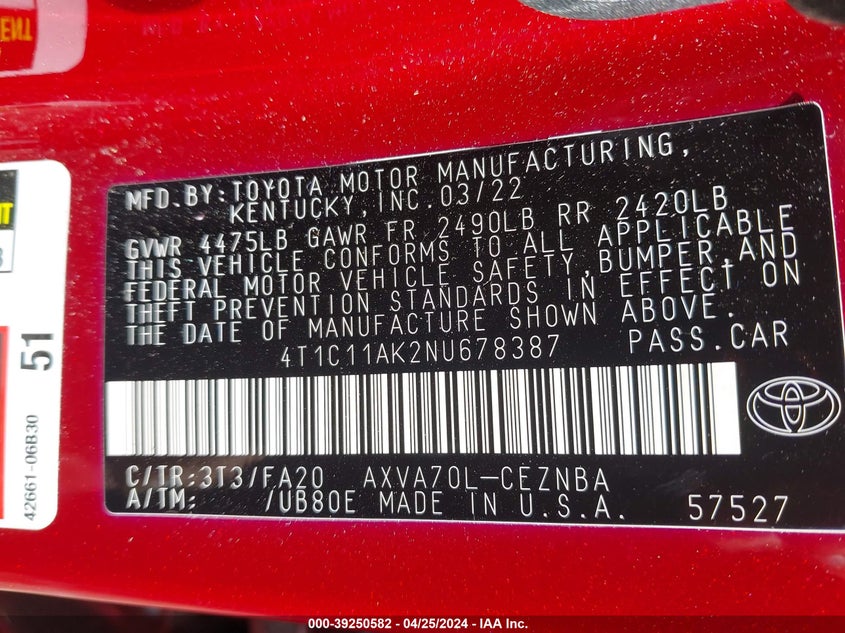 MFD. BY: TOYOTA MOTOR MANUFACTURING,
KENTUCKY, INC. 03/22
GVWR 4475LB GAWR FR 2490LB RR 2420LB
THIS VEHICLE CONFORMS TO ALL APPLICABLE
FEDERAL MOTOR VEHICLE SAFETY, BUMPER, AND
THEFT PREVENTION STANDARDS IN EFFECT ON
THE DATE OF MANUFACTURE SHOWN ABOVE.
4T1C11AK2NU678387 PASS. CAR
C/TR: 3T3/FA20 AXVA70L-CEZNBA
A/TM: /UB80E MADE IN U.S.A. 57527
51
42661-06B30
000-39250582 - 04/25/2024 - IAA Inc.